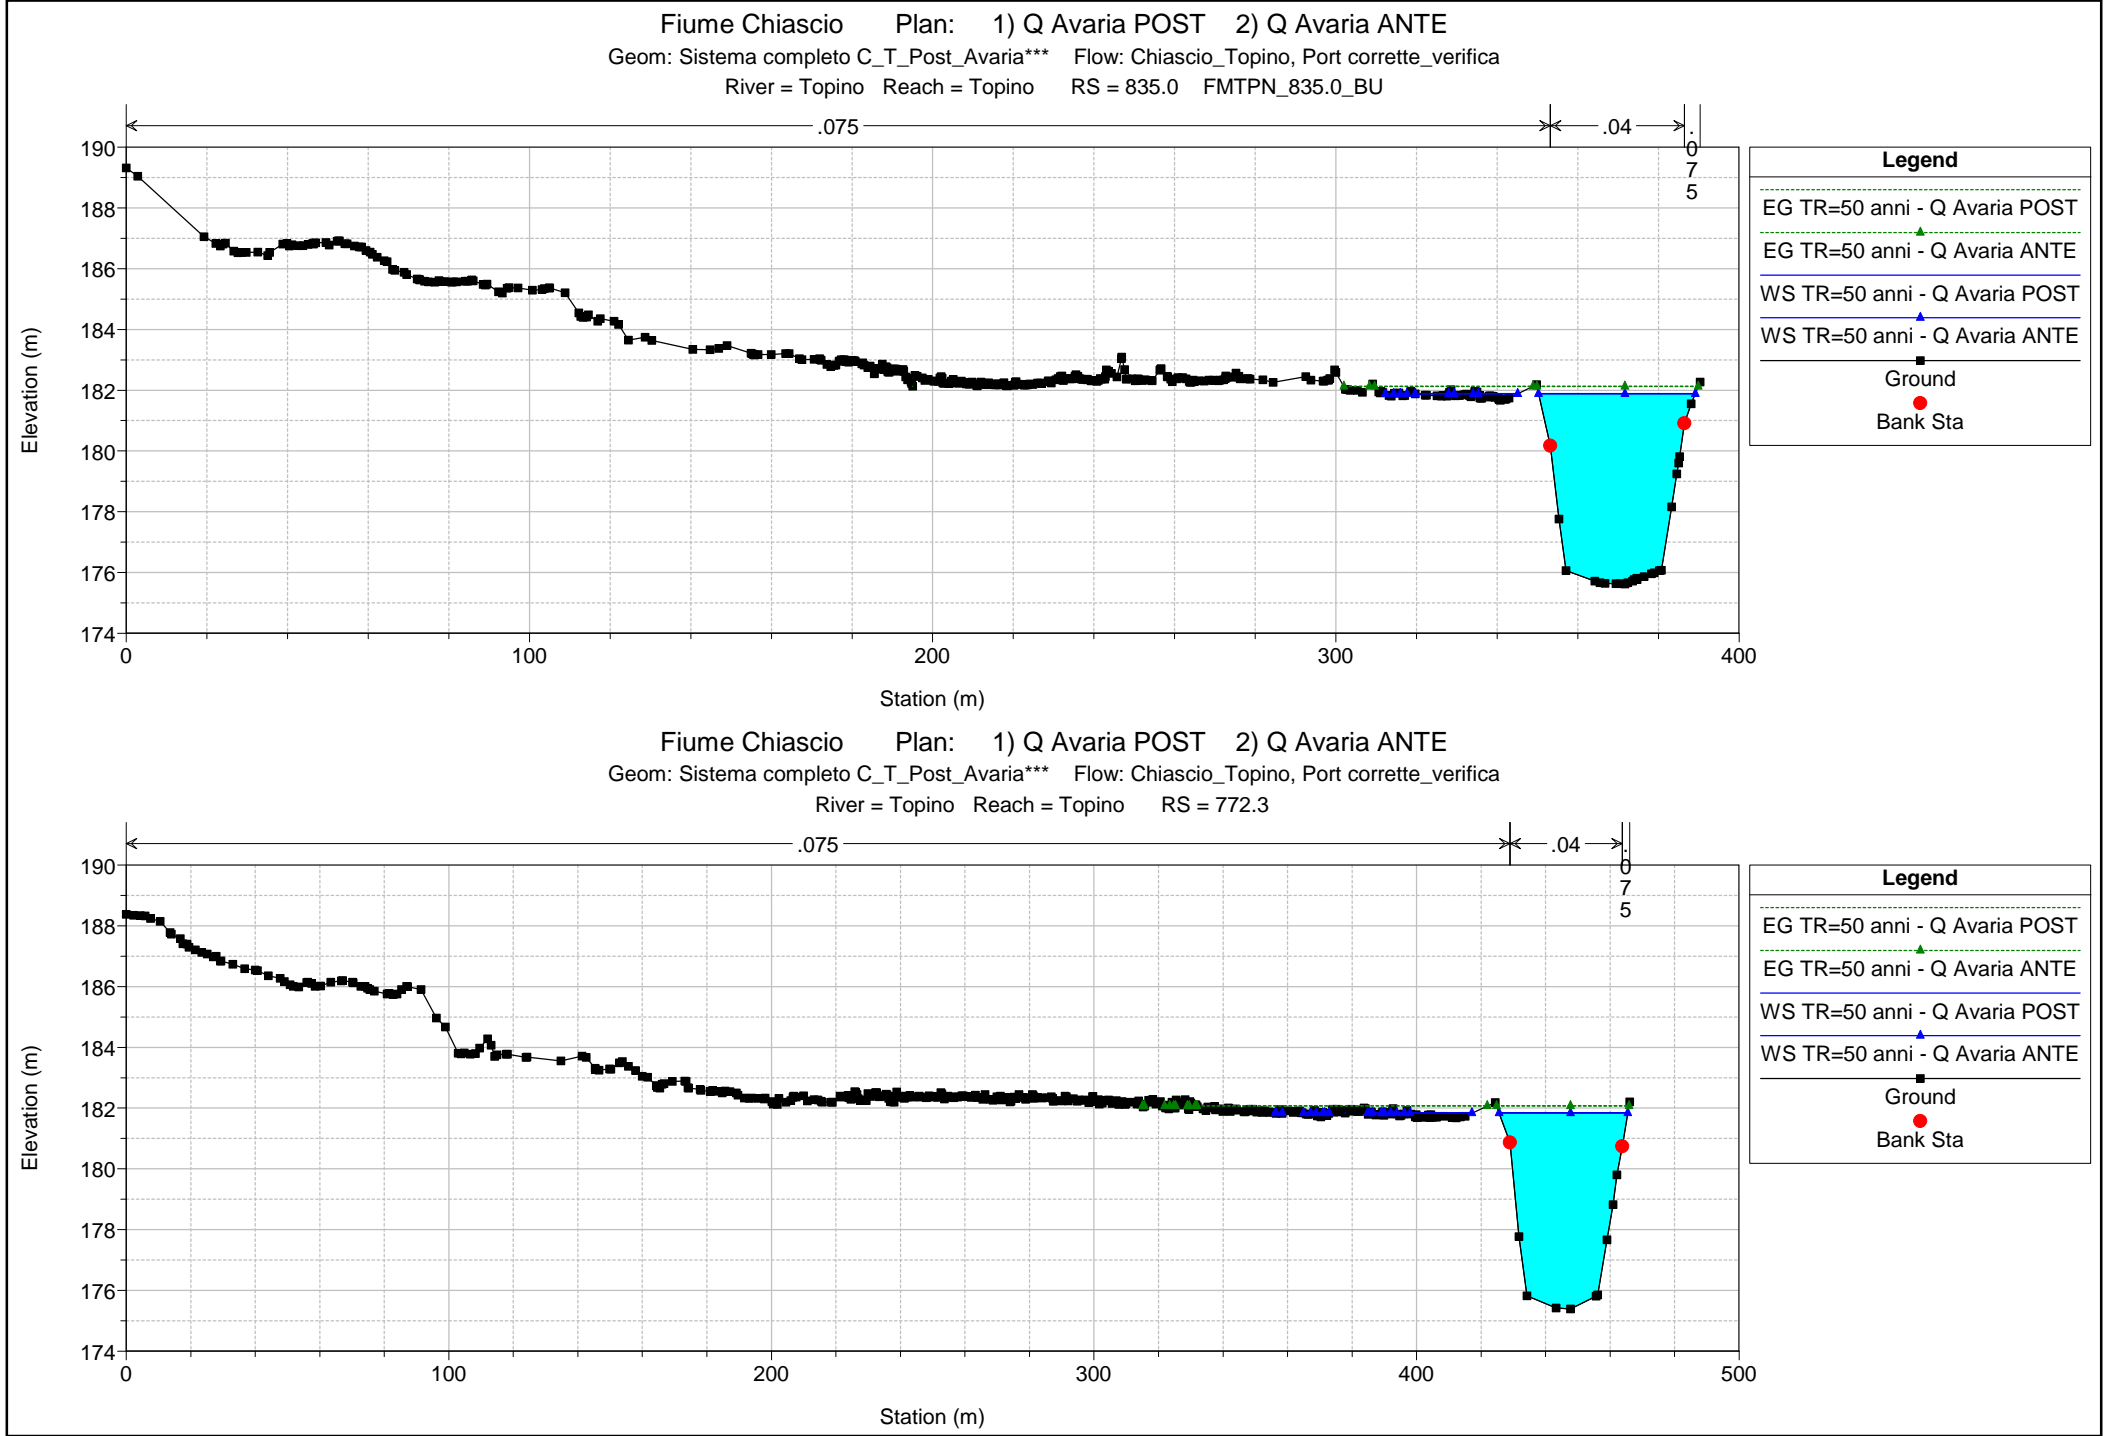 Fiume Chiascio Plan: 1) Q Avaria POST 2) Q Avaria ANTE
Geom: Sistema completo C_T_Post_Avaria*** Flow: Chiascio_Topino, Port corrette_verifica
River = Topino Reach = Topino RS = 835.0 FMTPN_835.0_BU
.075 .04 .075
190
188
186
184
182
180
178
176
174
Elevation (m)
0 100 200 300 400
Station (m)
Legend
EG TR=50 anni - Q Avaria POST
EG TR=50 anni - Q Avaria ANTE
WS TR=50 anni - Q Avaria POST
WS TR=50 anni - Q Avaria ANTE
Ground
Bank Sta
Fiume Chiascio Plan: 1) Q Avaria POST 2) Q Avaria ANTE
Geom: Sistema completo C_T_Post_Avaria*** Flow: Chiascio_Topino, Port corrette_verifica
River = Topino Reach = Topino RS = 772.3
.075 .04 .075
190
188
186
184
182
180
178
176
174
Elevation (m)
0 100 200 300 400 500
Station (m)
Legend
EG TR=50 anni - Q Avaria POST
EG TR=50 anni - Q Avaria ANTE
WS TR=50 anni - Q Avaria POST
WS TR=50 anni - Q Avaria ANTE
Ground
Bank Sta